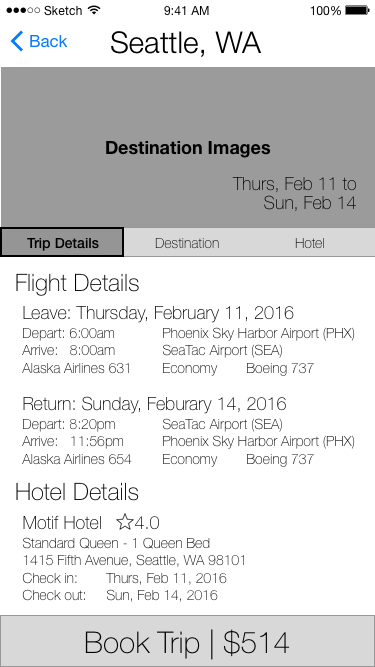 Sketch 9:41 AM 100%
Back Seattle, WA
Destination Images
Thurs, Feb 11 to
Sun, Feb 14
Trip Details Destination Hotel
Flight Details
Leave: Thursday, February 11, 2016
Depart: 6:00am Phoenix Sky Harbor Airport (PHX)
Arrive: 8:00am SeaTac Airport (SEA)
Alaska Airlines 631 Economy Boeing 737
Return: Sunday, Feburary 14, 2016
Depart: 8:20pm SeaTac Airport (SEA)
Arrive: 11:56pm Phoenix Sky Harbor Airport (PHX)
Alaska Airlines 654 Economy Boeing 737
Hotel Details
Motif Hotel ☆4.0
Standard Queen - 1 Queen Bed
1415 Fifth Avenue, Seattle, WA 98101
Check in: Thurs, Feb 11, 2016
Check out: Sun, Feb 14, 2016
Book Trip | $514